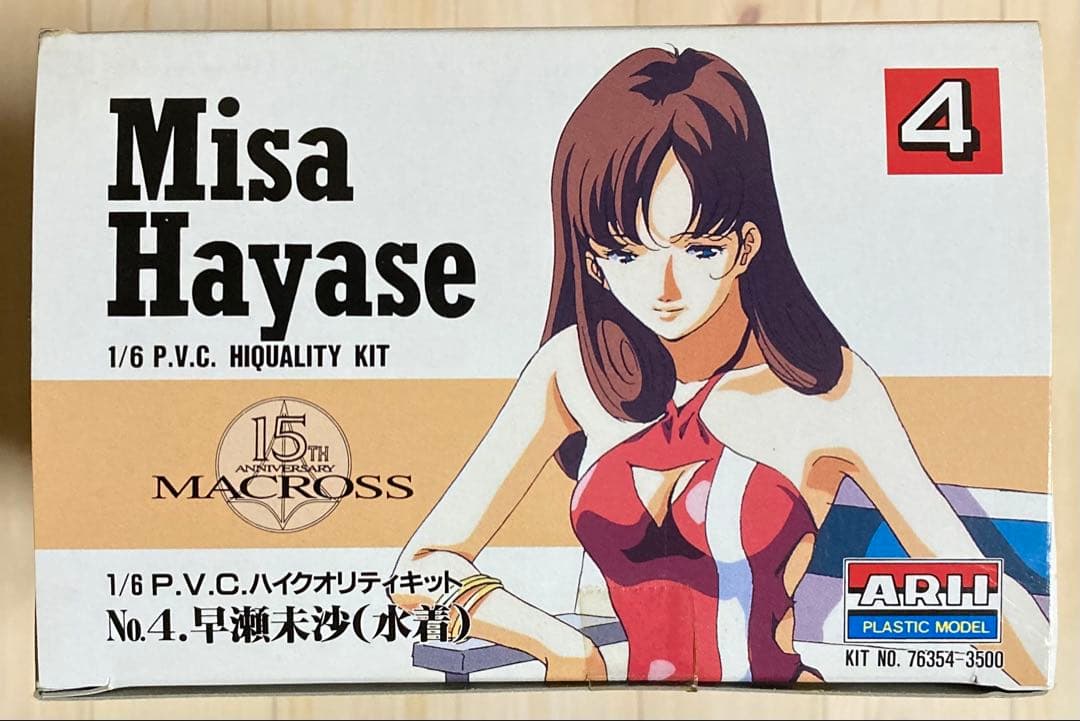 Misa
Hayase
1/6 P.V.C. HIQUALITY KIT
4
15TH
ANNIVERSARY
MACROSS
1/6 P.V.C.ハイクオリティキット
No.4.早瀬未沙(水着)
ARII
PLASTIC MODEL
KIT NO. 76354-3500